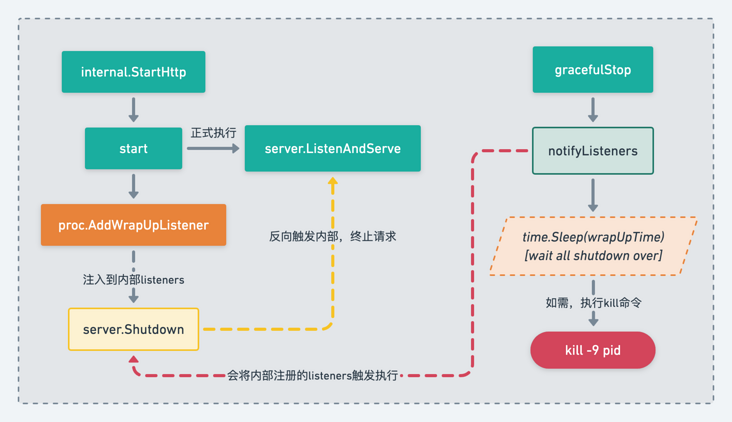 internal.StartHttp
start
正式执行
server.ListenAndServe
proc.AddWrapUpListener
注入到内部listeners
server.Shutdown
反向触发内部，终止请求
会将内部注册的listeners触发执行
gracefulStop
notifyListeners
time.Sleep(wrapUpTime)
[wait all shutdown over]
如需，执行kill命令
kill -9 pid